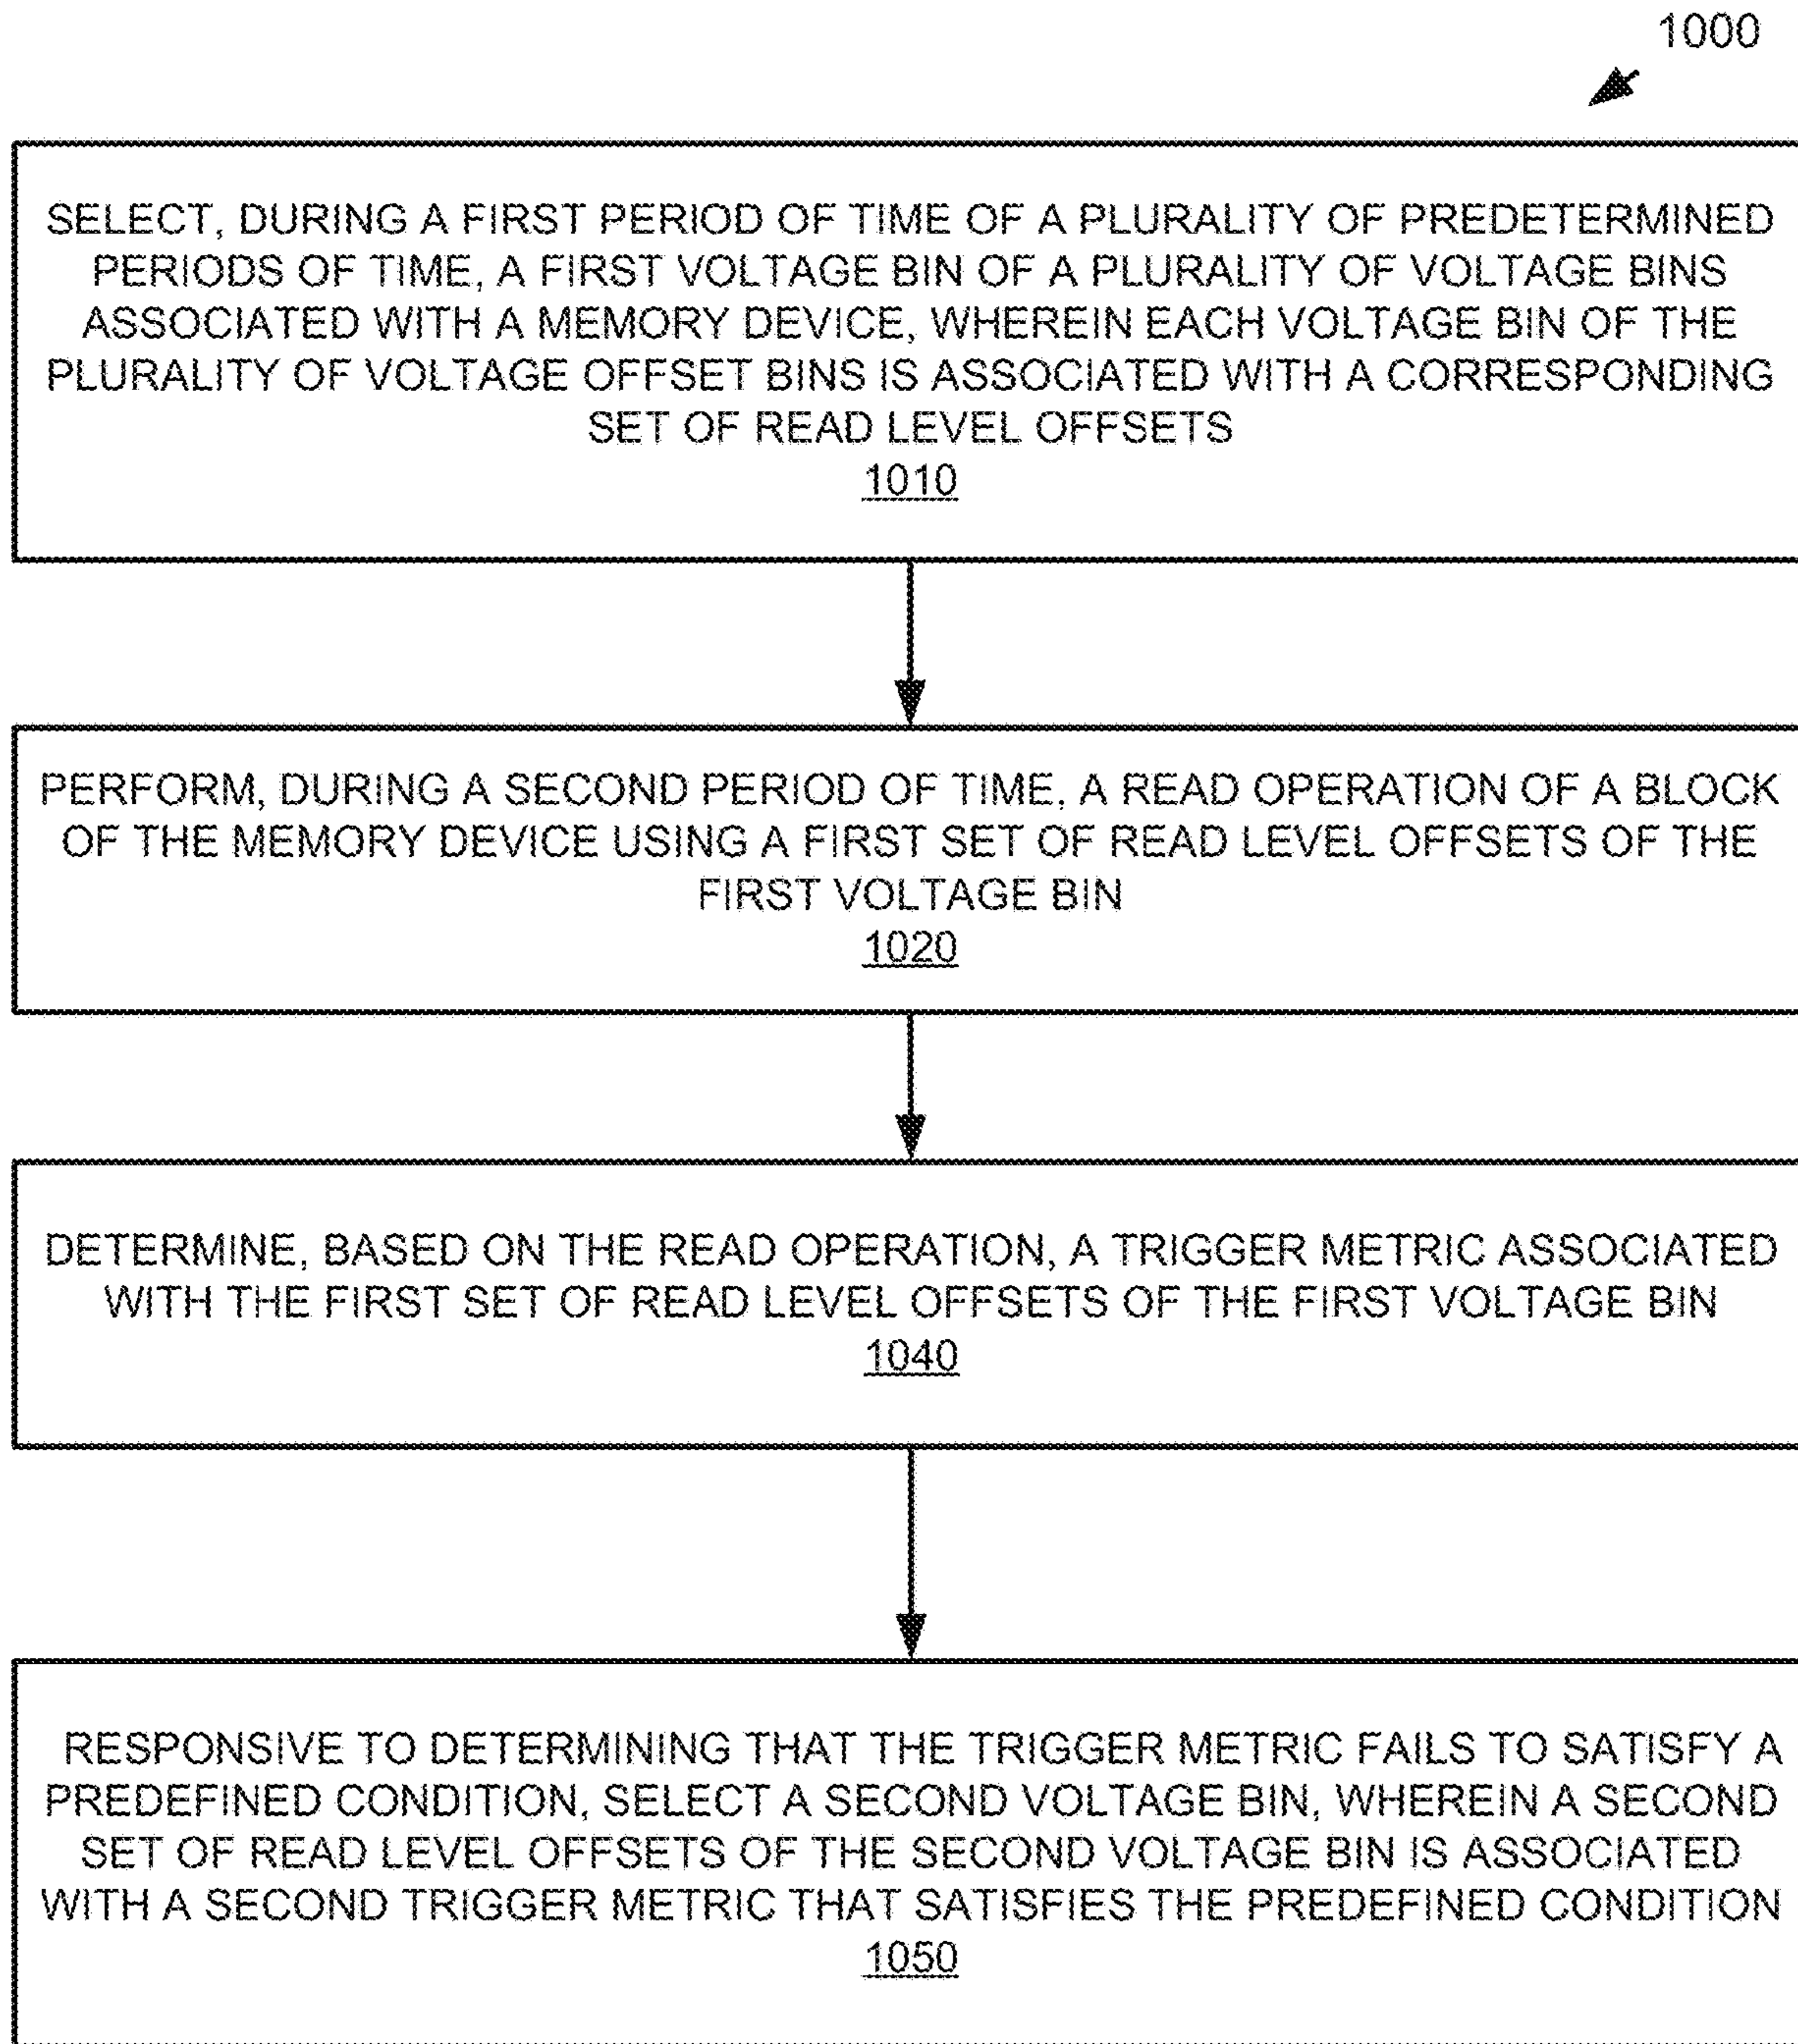 1000
SELECT, DURING A FIRST PERIOD OF TIME OF A PLURALITY OF PREDETERMINED
PERIODS OF TIME, A FIRST VOLTAGE BIN OF A PLURALITY OF VOLTAGE BINS
ASSOCIATED WITH A MEMORY DEVICE, WHEREIN EACH VOLTAGE BIN OF THE
PLURALITY OF VOLTAGE OFFSET BINS IS ASSOCIATED WITH A CORRESPONDING
SET OF READ LEVEL OFFSETS
1010
PERFORM, DURING A SECOND PERIOD OF TIME, A READ OPERATION OF A BLOCK
OF THE MEMORY DEVICE USING A FIRST SET OF READ LEVEL OFFSETS OF THE
FIRST VOLTAGE BIN
1020
DETERMINE, BASED ON THE READ OPERATION, A TRIGGER METRIC ASSOCIATED
WITH THE FIRST SET OF READ LEVEL OFFSETS OF THE FIRST VOLTAGE BIN
1040
RESPONSIVE TO DETERMINING THAT THE TRIGGER METRIC FAILS TO SATISFY A
PREDEFINED CONDITION, SELECT A SECOND VOLTAGE BIN, WHEREIN A SECOND
SET OF READ LEVEL OFFSETS OF THE SECOND VOLTAGE BIN IS ASSOCIATED
WITH A SECOND TRIGGER METRIC THAT SATISFIES THE PREDEFINED CONDITION
1050